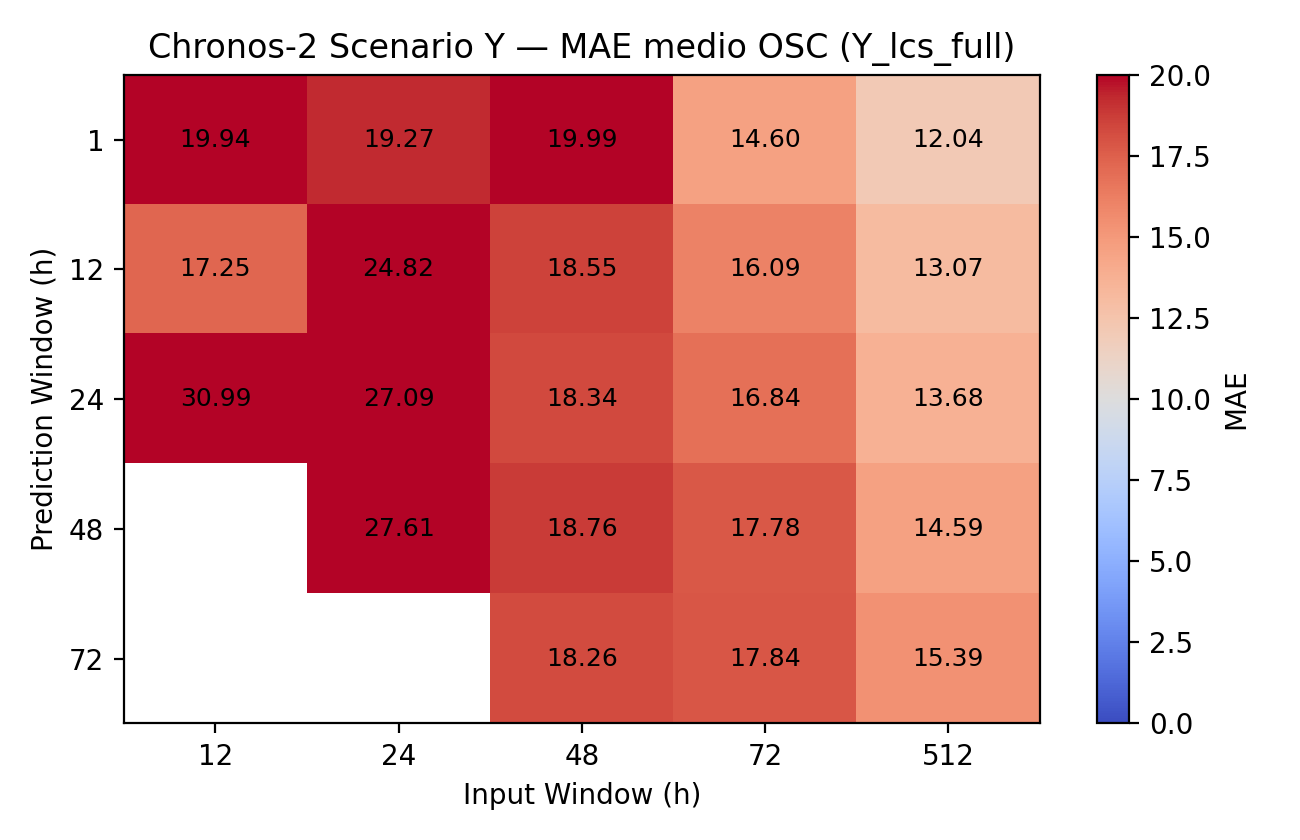 Chronos-2 Scenario Y — MAE medio OSC (Y_lcs_full)
Prediction Window (h)
1 19.94 19.27 19.99 14.60 12.04
12 17.25 24.82 18.55 16.09 13.07
24 30.99 27.09 18.34 16.84 13.68
48 27.61 18.76 17.78 14.59
72 18.26 17.84 15.39
12 24 48 72 512
Input Window (h)
20.0
17.5
15.0
12.5
10.0
7.5
5.0
2.5
0.0
MAE